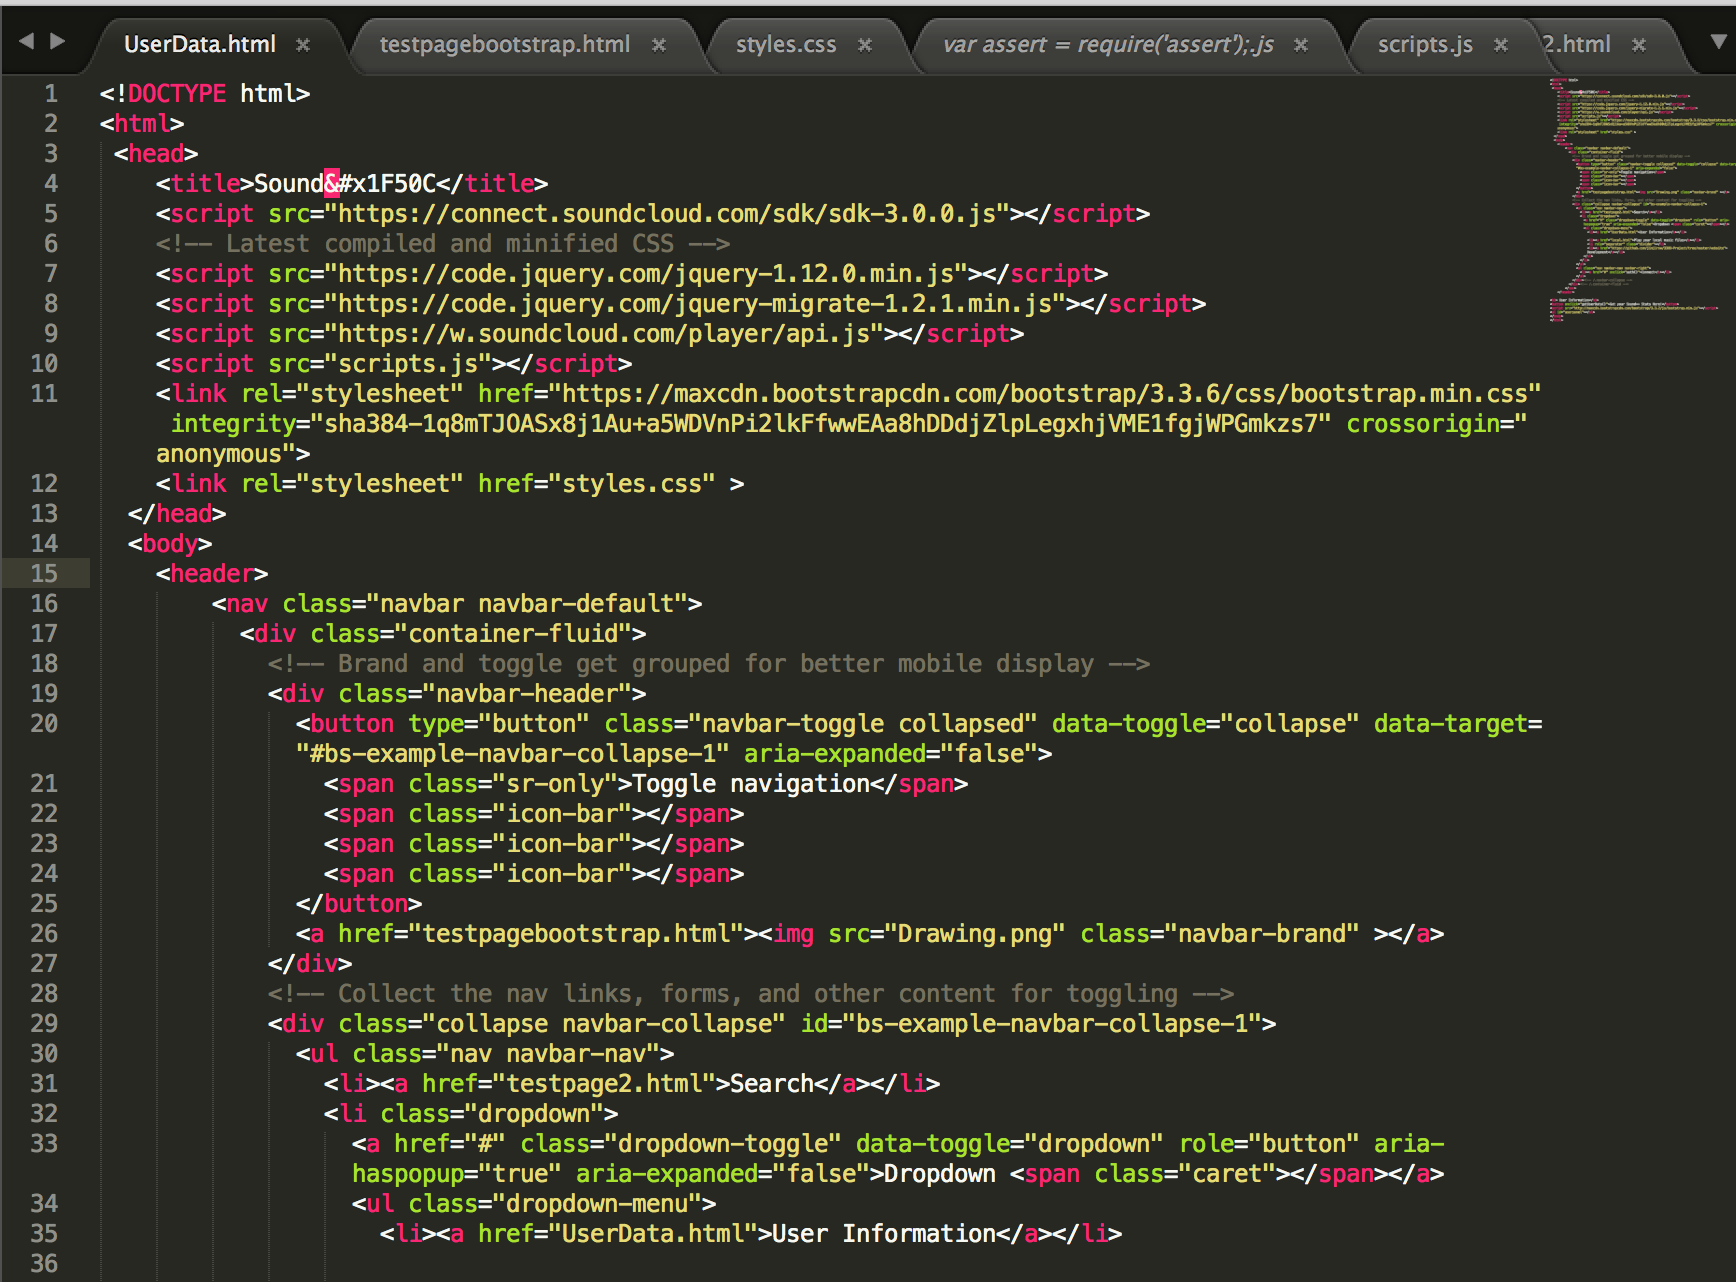 UserData.html × testpagebootstrap.html × styles.css × var assert = require('assert');.js × scripts.js × 2.html ×
1 <!DOCTYPE html>
2 <html>
3 <head>
4 <title>Sound&#x1F50C</title>
5 <script src="https://connect.soundcloud.com/sdk/sdk-3.0.0.js"></script>
6 <!-- Latest compiled and minified CSS -->
7 <script src="https://code.jquery.com/jquery-1.12.0.min.js"></script>
8 <script src="https://code.jquery.com/jquery-migrate-1.2.1.min.js"></script>
9 <script src="https://w.soundcloud.com/player/api.js"></script>
10 <script src="scripts.js"></script>
11 <link rel="stylesheet" href="https://maxcdn.bootstrapcdn.com/bootstrap/3.3.6/css/bootstrap.min.css"
integrity="sha384-1q8mTJOASx8j1Au+a5WDVnPi2lkFfwwEAa8hDDdjZlpLegxhjVME1fgjWPGmkzs7" crossorigin="
anonymous">
12 <link rel="stylesheet" href="styles.css" >
13 </head>
14 <body>
15 <header>
16 <nav class="navbar navbar-default">
17 <div class="container-fluid">
18 <!-- Brand and toggle get grouped for better mobile display -->
19 <div class="navbar-header">
20 <button type="button" class="navbar-toggle collapsed" data-toggle="collapse" data-target=
"#bs-example-navbar-collapse-1" aria-expanded="false">
21 <span class="sr-only">Toggle navigation</span>
22 <span class="icon-bar"></span>
23 <span class="icon-bar"></span>
24 <span class="icon-bar"></span>
25 </button>
26 <a href="testpagebootstrap.html"><img src="Drawing.png" class="navbar-brand" ></a>
27 </div>
28 <!-- Collect the nav links, forms, and other content for toggling -->
29 <div class="collapse navbar-collapse" id="bs-example-navbar-collapse-1">
30 <ul class="nav navbar-nav">
31 <li><a href="testpage2.html">Search</a></li>
32 <li class="dropdown">
33 <a href="#" class="dropdown-toggle" data-toggle="dropdown" role="button" aria-
haspopup="true" aria-expanded="false">Dropdown <span class="caret"></span></a>
34 <ul class="dropdown-menu">
35 <li><a href="UserData.html">User Information</a></li>
36